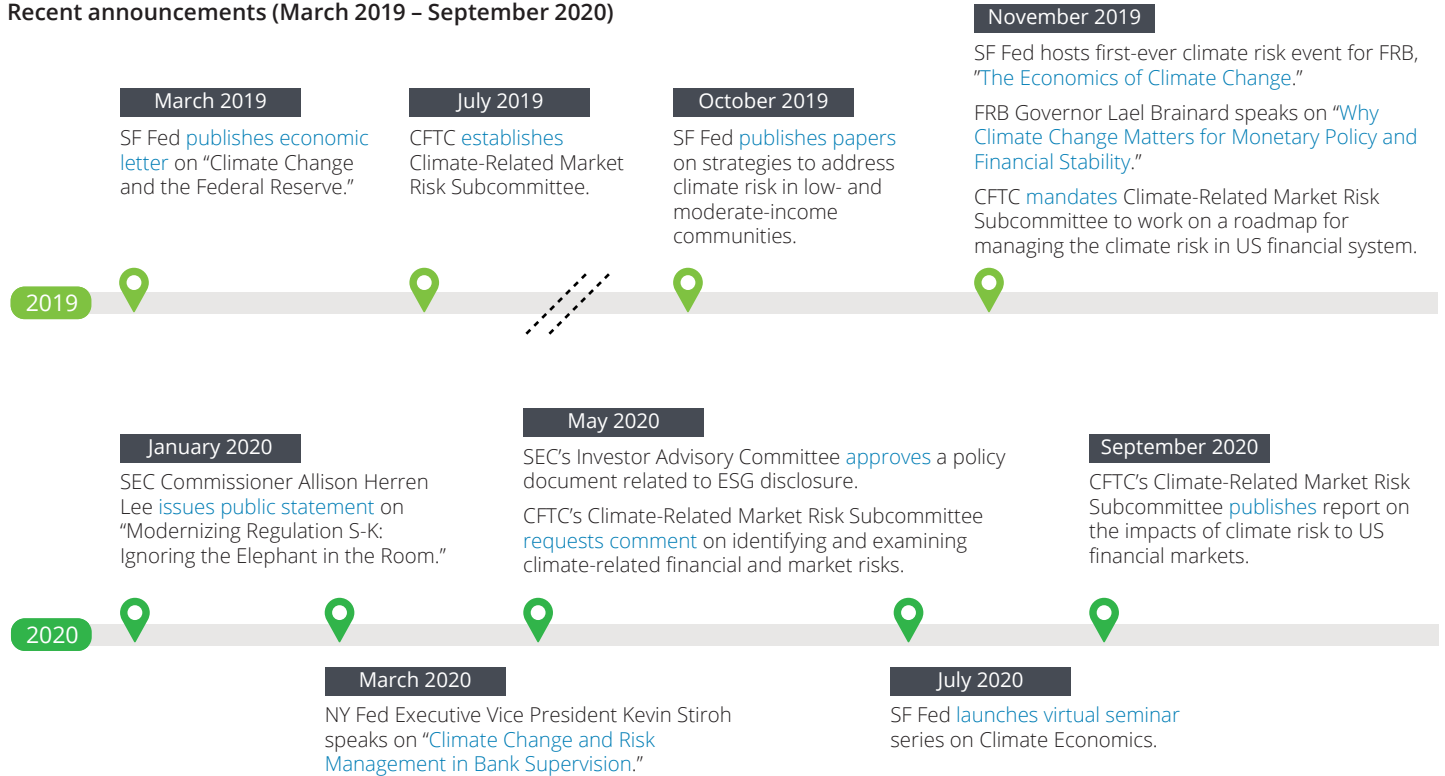 Recent announcements (March 2019 – September 2020)
March 2019
SF Fed publishes economic
letter on “Climate Change
and the Federal Reserve.”
July 2019
CFTC establishes
Climate-Related Market
Risk Subcommittee.
October 2019
SF Fed publishes papers
on strategies to address
climate risk in low- and
moderate-income
communities.
November 2019
SF Fed hosts first-ever climate risk event for FRB,
”The Economics of Climate Change.”
FRB Governor Lael Brainard speaks on “Why
Climate Change Matters for Monetary Policy and
Financial Stability.”
CFTC mandates Climate-Related Market Risk
Subcommittee to work on a roadmap for
managing the climate risk in US financial system.
2019
January 2020
SEC Commissioner Allison Herren
Lee issues public statement on
“Modernizing Regulation S-K:
Ignoring the Elephant in the Room.”
May 2020
SEC’s Investor Advisory Committee approves a policy
document related to ESG disclosure.
CFTC’s Climate-Related Market Risk Subcommittee
requests comment on identifying and examining
climate-related financial and market risks.
September 2020
CFTC’s Climate-Related Market Risk
Subcommittee publishes report on
the impacts of climate risk to US
financial markets.
2020
March 2020
NY Fed Executive Vice President Kevin Stiroh
speaks on “Climate Change and Risk
Management in Bank Supervision.”
July 2020
SF Fed launches virtual seminar
series on Climate Economics.